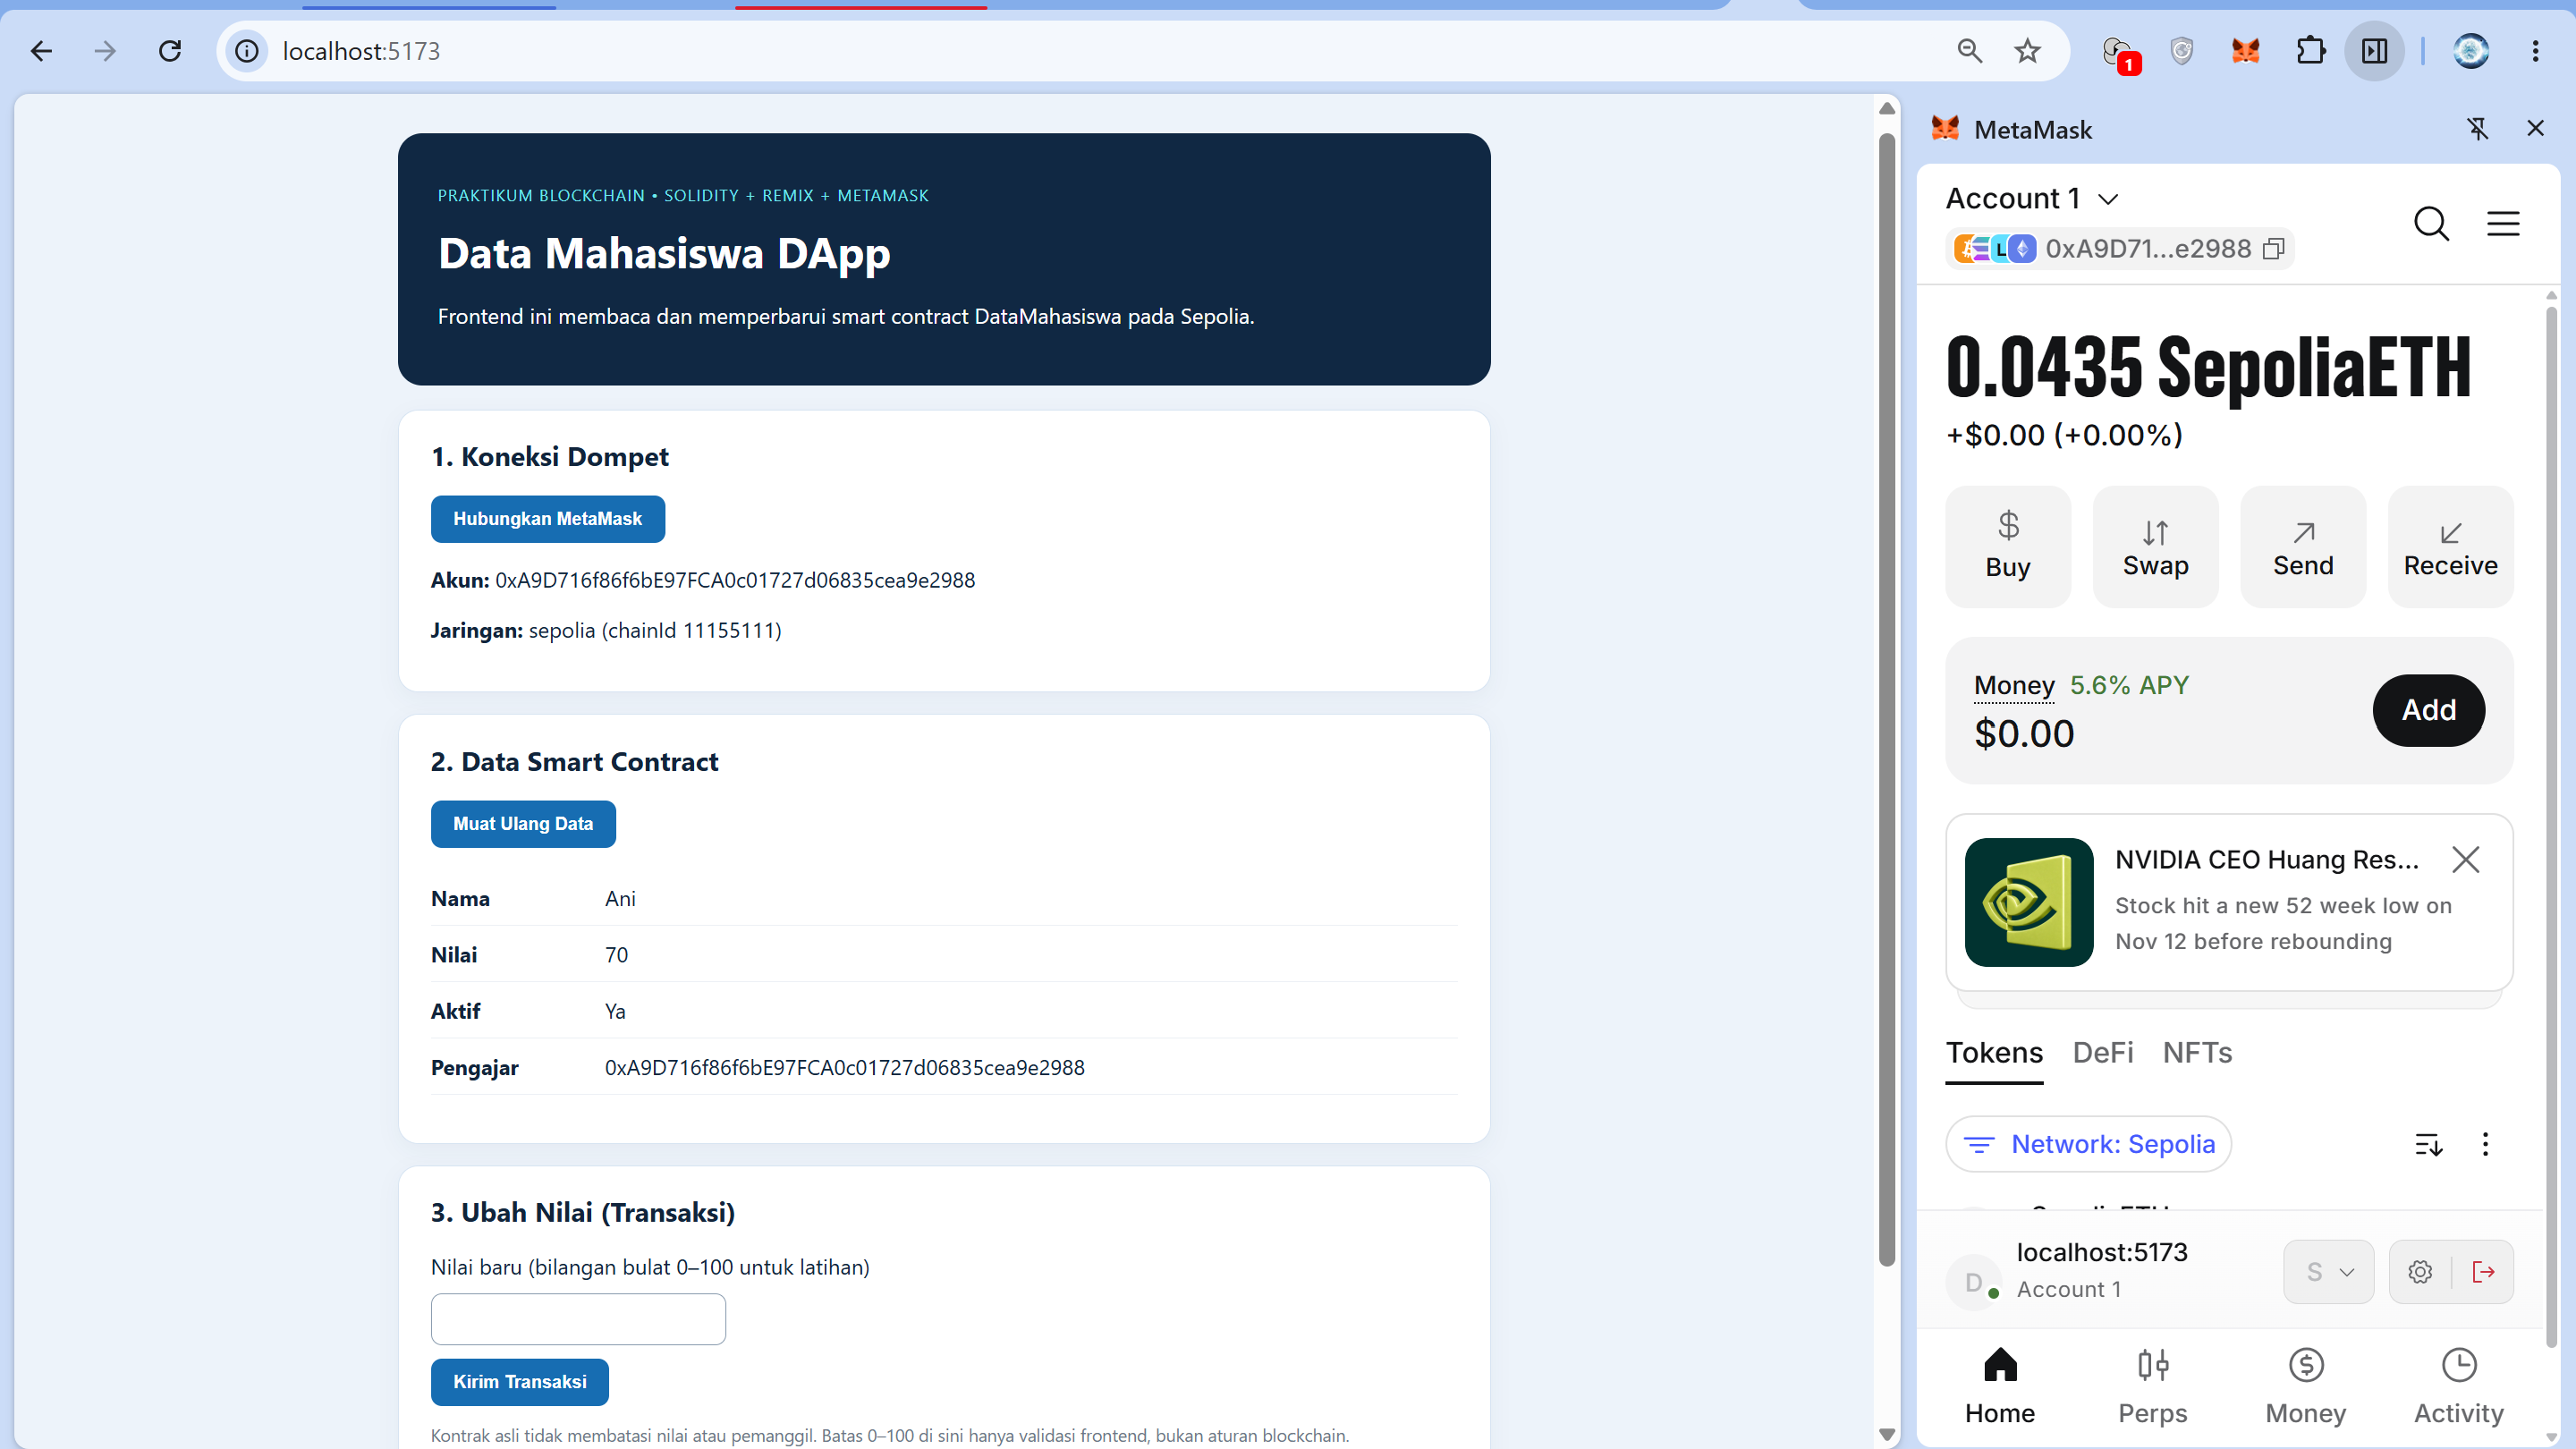 localhost:5173
1
PRAKTIKUM BLOCKCHAIN • SOLIDITY + REMIX + METAMASK
Data Mahasiswa DApp
Frontend ini membaca dan memperbarui smart contract DataMahasiswa pada Sepolia.
1. Koneksi Dompet
Hubungkan MetaMask
Akun: 0xA9D716f86f6bE97FCA0c01727d06835cea9e2988
Jaringan: sepolia (chainId 11155111)
2. Data Smart Contract
Muat Ulang Data
Nama Ani
Nilai 70
Aktif Ya
Pengajar 0xA9D716f86f6bE97FCA0c01727d06835cea9e2988
3. Ubah Nilai (Transaksi)
Nilai baru (bilangan bulat 0–100 untuk latihan)
Kirim Transaksi
Kontrak asli tidak membatasi nilai atau pemanggil. Batas 0–100 di sini hanya validasi frontend, bukan aturan blockchain.
MetaMask
Account 1
0xA9D71...e2988
0.0435 SepoliaETH
+$0.00 (+0.00%)
Buy
Swap
Send
Receive
Money 5.6% APY
$0.00
Add
NVIDIA CEO Huang Res...
Stock hit a new 52 week low on
Nov 12 before rebounding
Tokens DeFi NFTs
Network: Sepolia
D
localhost:5173
Account 1
S
Home
Perps
Money
Activity